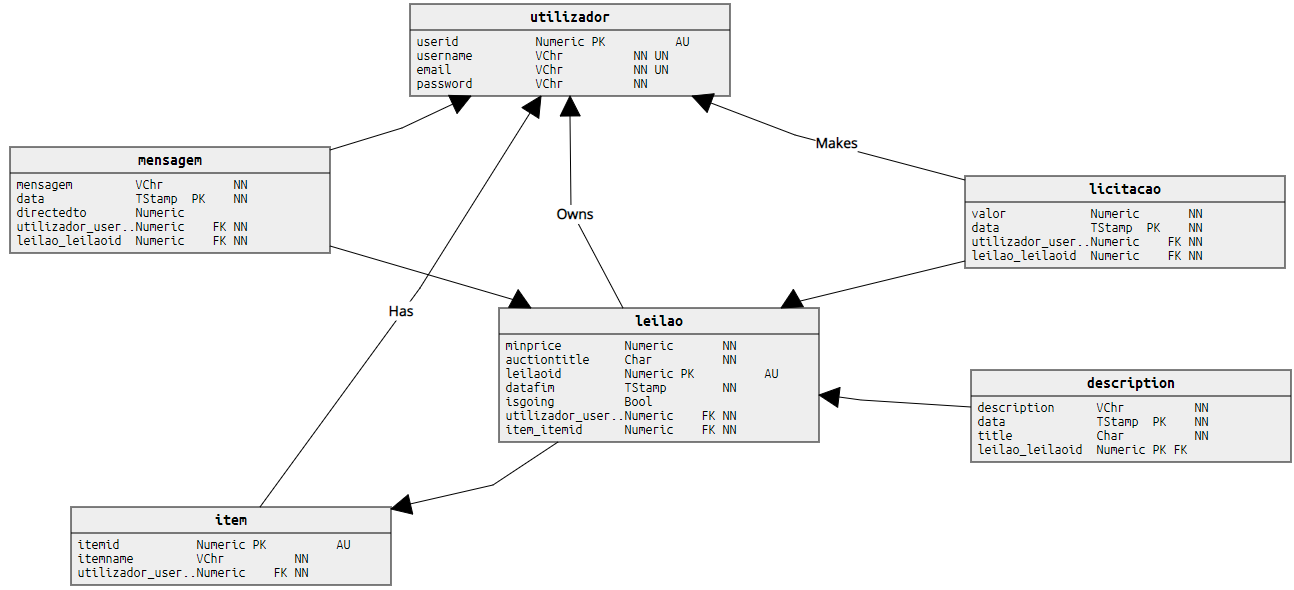 utilizador
userid Numeric PK AU
username VChr NN UN
email VChr NN UN
password VChr NN
mensagem
mensagem VChr NN
data TStamp PK NN
directedto Numeric
utilizador_user..Numeric FK NN
leilao_leilaoid Numeric FK NN
Makes
licitacao
valor Numeric NN
data TStamp PK NN
utilizador_user..Numeric FK NN
leilao_leilaoid Numeric FK NN
Owns
Has
leilao
minprice Numeric NN
auctiontitle Char NN
leilaoid Numeric PK AU
datafim TStamp NN
isgoing Bool
utilizador_user..Numeric FK NN
item_itemid Numeric FK NN
description
description VChr NN
data TStamp PK NN
title Char NN
leilao_leilaoid Numeric PK FK
item
itemid Numeric PK AU
itemname VChr NN
utilizador_user..Numeric FK NN